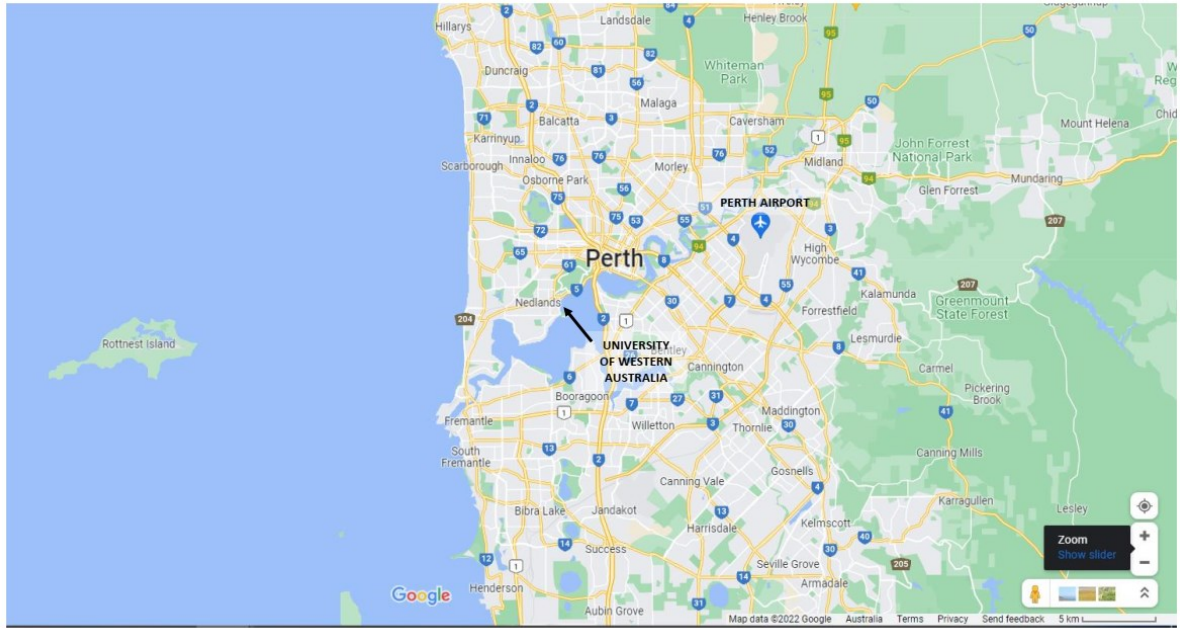 Hillarys
Landsdale
Henley Brook
Duncraig
Whiteman
Park
Malaga
Balcatta
Caversham
Mount Helena
Karrinyup
Scarborough
Innaloo
Morley
Midland
John Forrest
National Park
Osborne Park
Mundaring
Glen Forrest
PERTH AIRPORT
Perth
High
Wycombe
Kalamunda
Greenmount
State Forest
Nedlands
Forrestfield
Rottnest Island
UNIVERSITY
OF WESTERN
AUSTRALIA
Bentley
Lesmurdie
Cannington
Carmel
Pickering
Brook
Booragoon
Fremantle
Willetton
Maddington
Thornlie
South
Fremantle
Canning Mills
Gosnells
Canning Vale
Karragullen
Lesley
Bibra Lake
Jandakot
Harrisdale
Kelmscott
Success
Seville Grove
Zoom
Show slider
Henderson
Armadale
Google
Aubin Grove
Map data ©2022 Google Australia Terms Privacy Send feedback 5 km